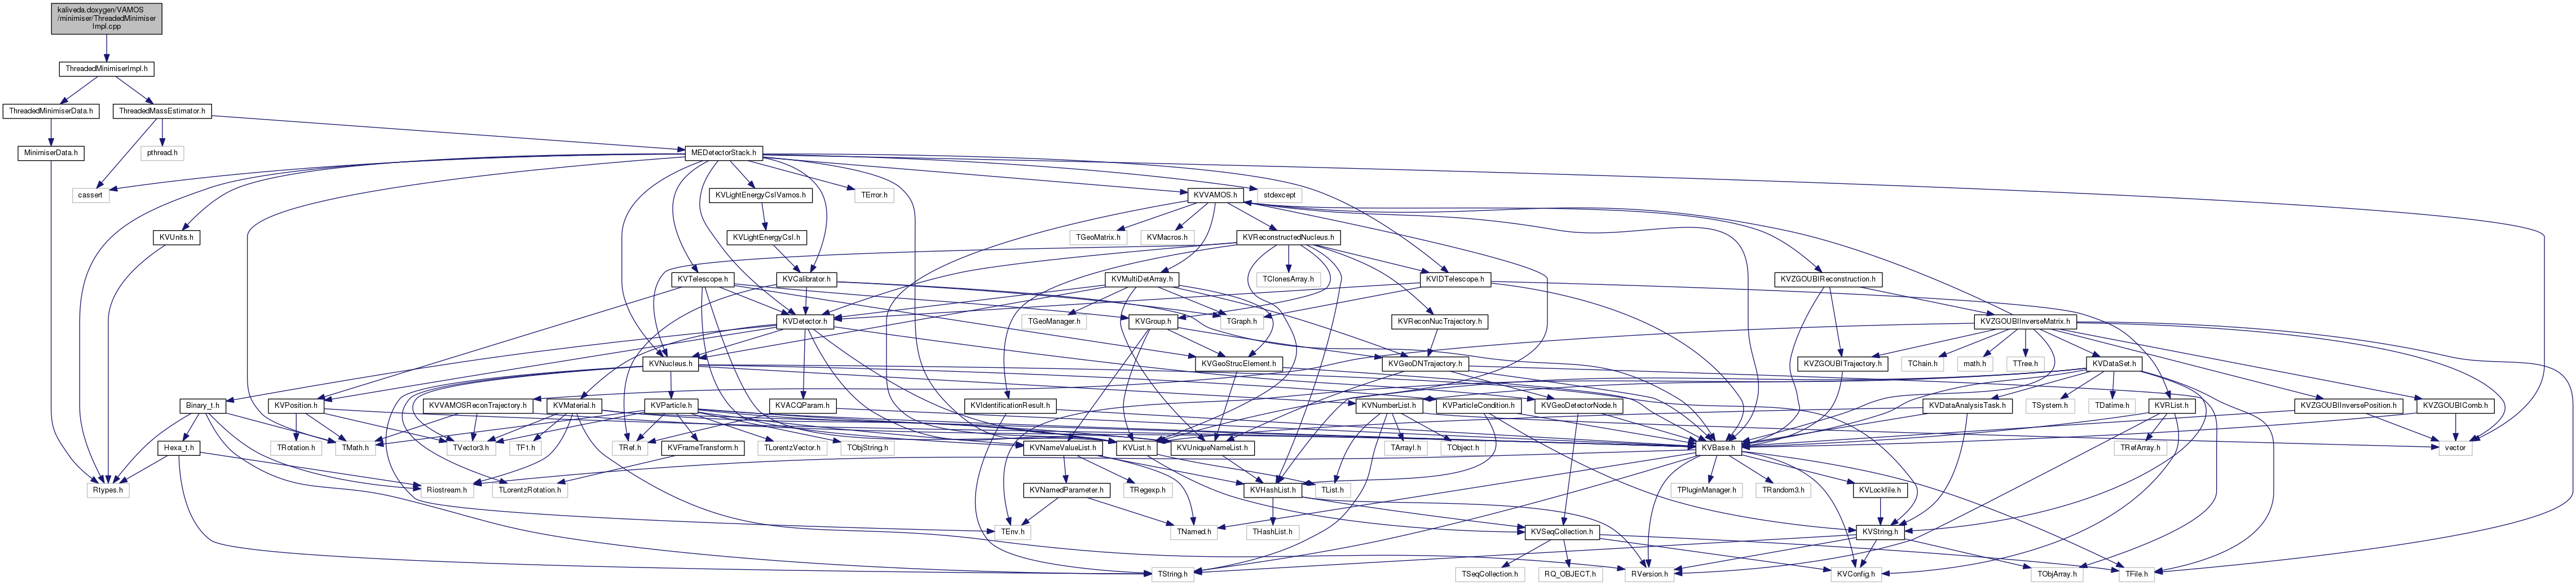 kaliveda.doxygen/VAMOS
/minimiser/ThreadedMinimiser
Impl.cpp
ThreadedMinimiserImpl.h
ThreadedMinimiserData.h
ThreadedMassEstimator.h
MinimiserData.h
pthread.h
MEDetectorStack.h
cassert
KVLightEnergyCsIVamos.h
TError.h
KVVAMOS.h
stdexcept
KVUnits.h
KVLightEnergyCsI.h
TGeoMatrix.h
KVMacros.h
KVReconstructedNucleus.h
KVTelescope.h
KVCalibrator.h
KVMultiDetArray.h
TClonesArray.h
KVIDTelescope.h
KVZGOUBIReconstruction.h
KVDetector.h
TGeoManager.h
KVGroup.h
TGraph.h
KVReconNucTrajectory.h
KVZGOUBIInverseMatrix.h
KVNucleus.h
KVGeoStrucElement.h
KVGeoDNTrajectory.h
KVZGOUBITrajectory.h
TChain.h
math.h
TTree.h
KVDataSet.h
Binary_t.h
KVPosition.h
KVVAMOSReconTrajectory.h
KVMaterial.h
KVParticle.h
KVACQParam.h
KVIdentificationResult.h
KVNumberList.h
KVParticleCondition.h
KVGeoDetectorNode.h
KVDataAnalysisTask.h
TSystem.h
TDatime.h
KVRList.h
KVZGOUBIInversePosition.h
KVZGOUBIComb.h
Hexa_t.h
TRotation.h
TMath.h
TVector3.h
TF1.h
TRef.h
KVFrameTransform.h
TLorentzVector.h
TObjString.h
KVNameValueList.h
KVList.h
KVUniqueNameList.h
TArrayI.h
TObject.h
KVBase.h
TRefArray.h
vector
Rtypes.h
Riostream.h
TLorentzRotation.h
KVNamedParameter.h
TRegexp.h
KVHashList.h
TList.h
TPluginManager.h
TRandom3.h
KVLockfile.h
TEnv.h
TNamed.h
THashList.h
KVSeqCollection.h
KVString.h
TString.h
TSeqCollection.h
RQ_OBJECT.h
RVersion.h
KVConfig.h
TObjArray.h
TFile.h